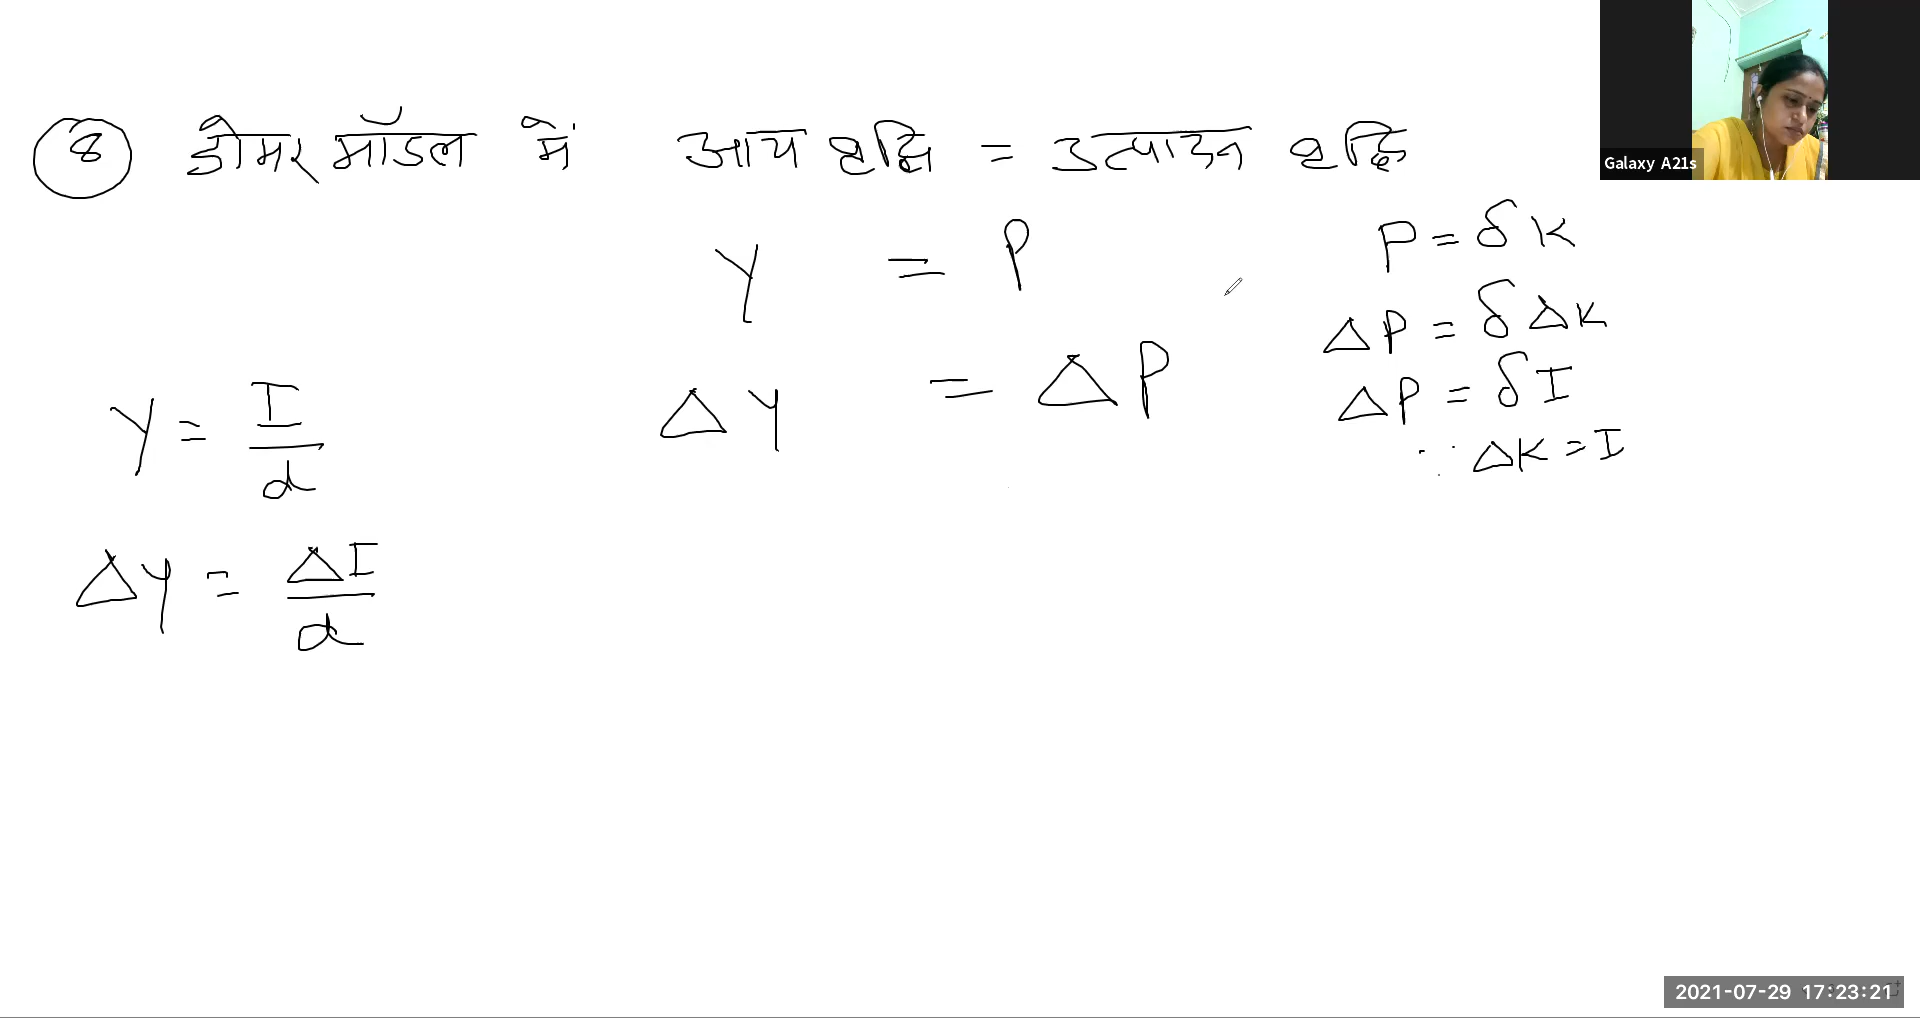 8 डोमर मॉडल में आय वृद्धि = उत्पादन वृद्धि
Y = P
ΔY = ΔP
P = δK
ΔP = δΔK
ΔP = δI
∵ ΔK = I
Y = I/α
ΔY = ΔI/α
Galaxy A21s
2021-07-29 17:23:21